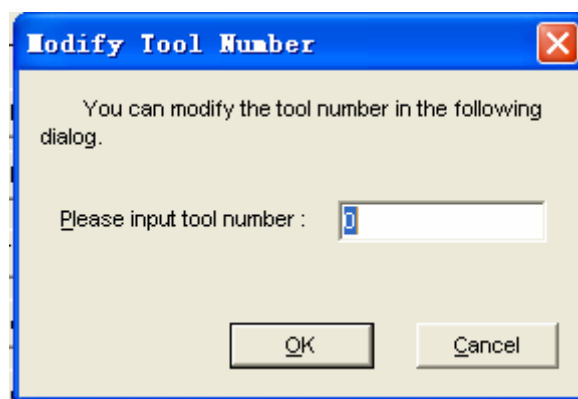 Modify Tool Number
You can modify the tool number in the following
dialog.
Please input tool number :
0
OK
Cancel